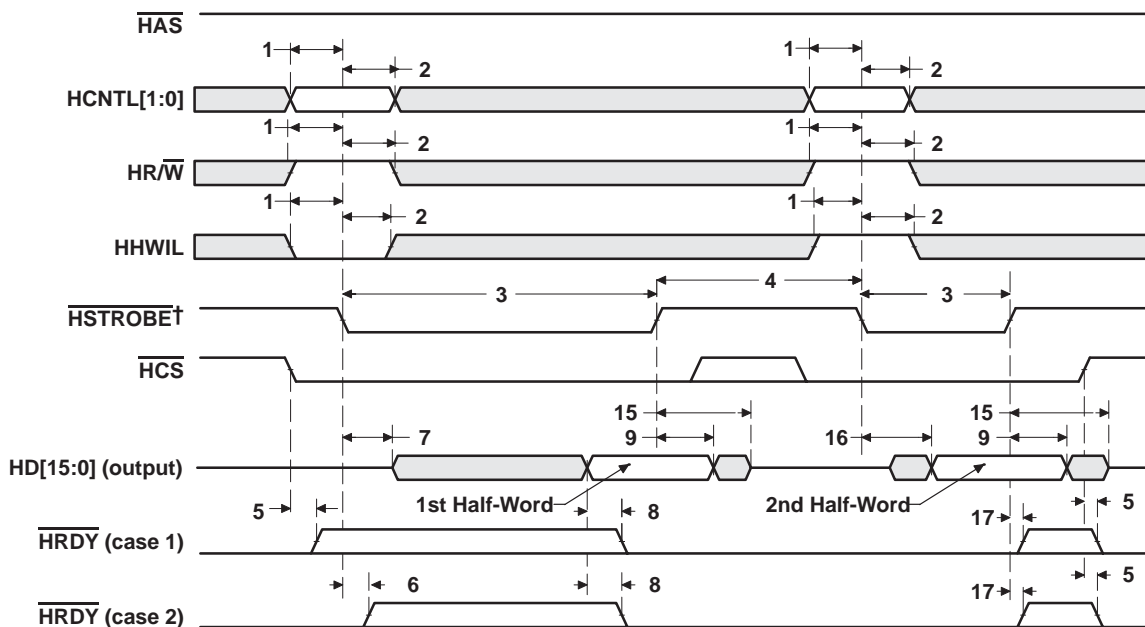 HAS
1 1
2 2
HCNTL[1:0]
1 1
2 2
HR/W
1 1
2 2
HHWIL
4
3 3
HSTROBE†
HCS
15 15
7 9 16 9
HD[15:0] (output)
1st Half-Word 2nd Half-Word
5 8 17 5
HRDY (case 1)
6 8 17 5
HRDY (case 2)